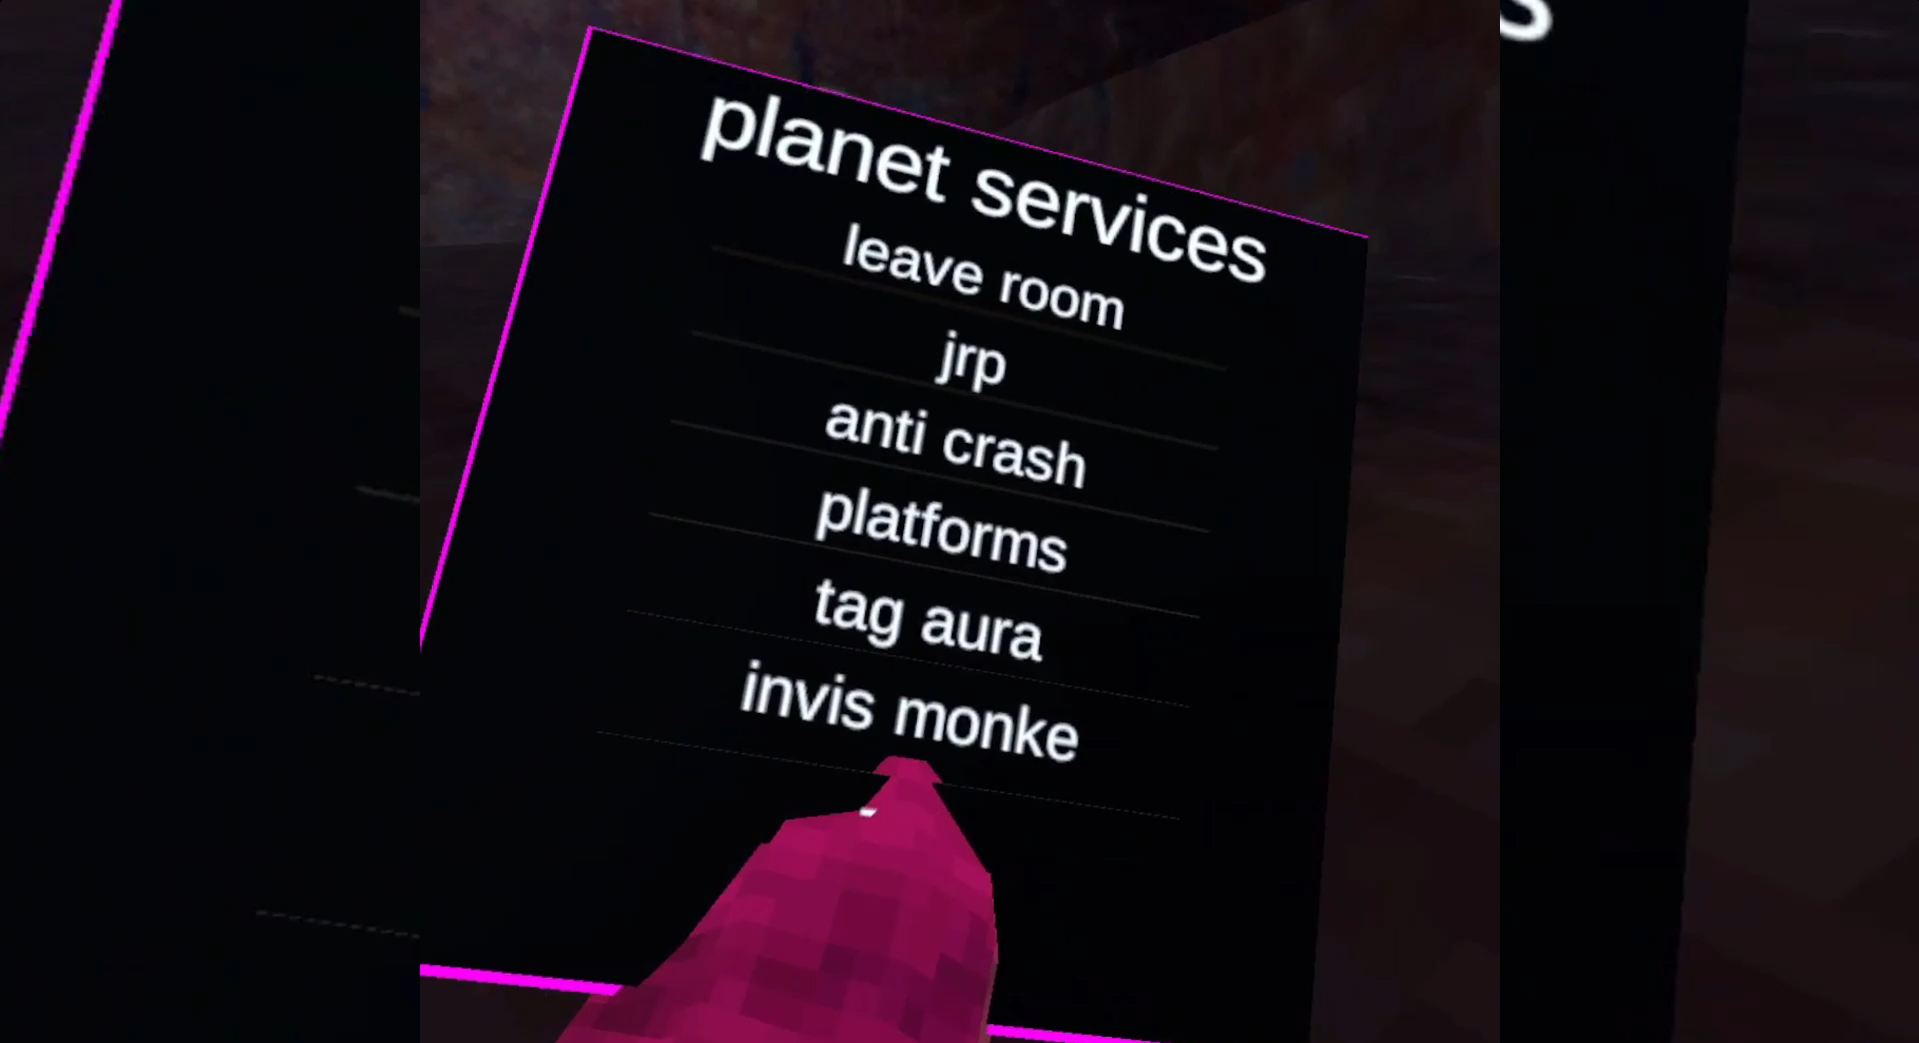 planet services
leave room
jrp
anti crash
platforms
tag aura
invis monke